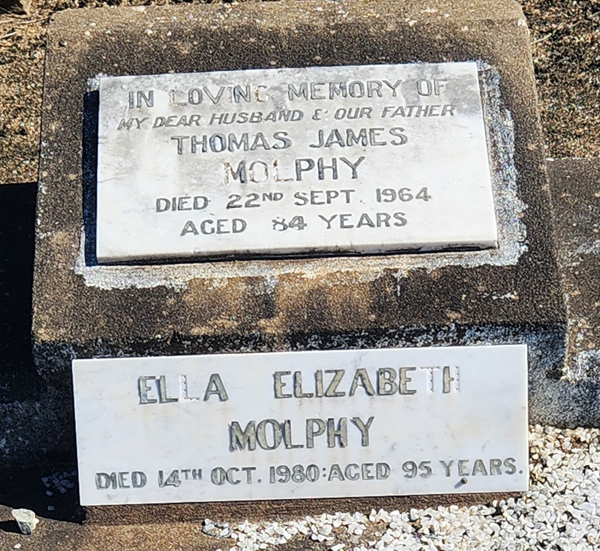 IN LOVING MEMORY OF
MY DEAR HUSBAND & OUR FATHER
THOMAS JAMES
MOLPHY
DIED 22ND SEPT. 1964
AGED 84 YEARS
ELLA ELIZABETH
MOLPHY
DIED 14TH OCT. 1980: AGED 95 YEARS.